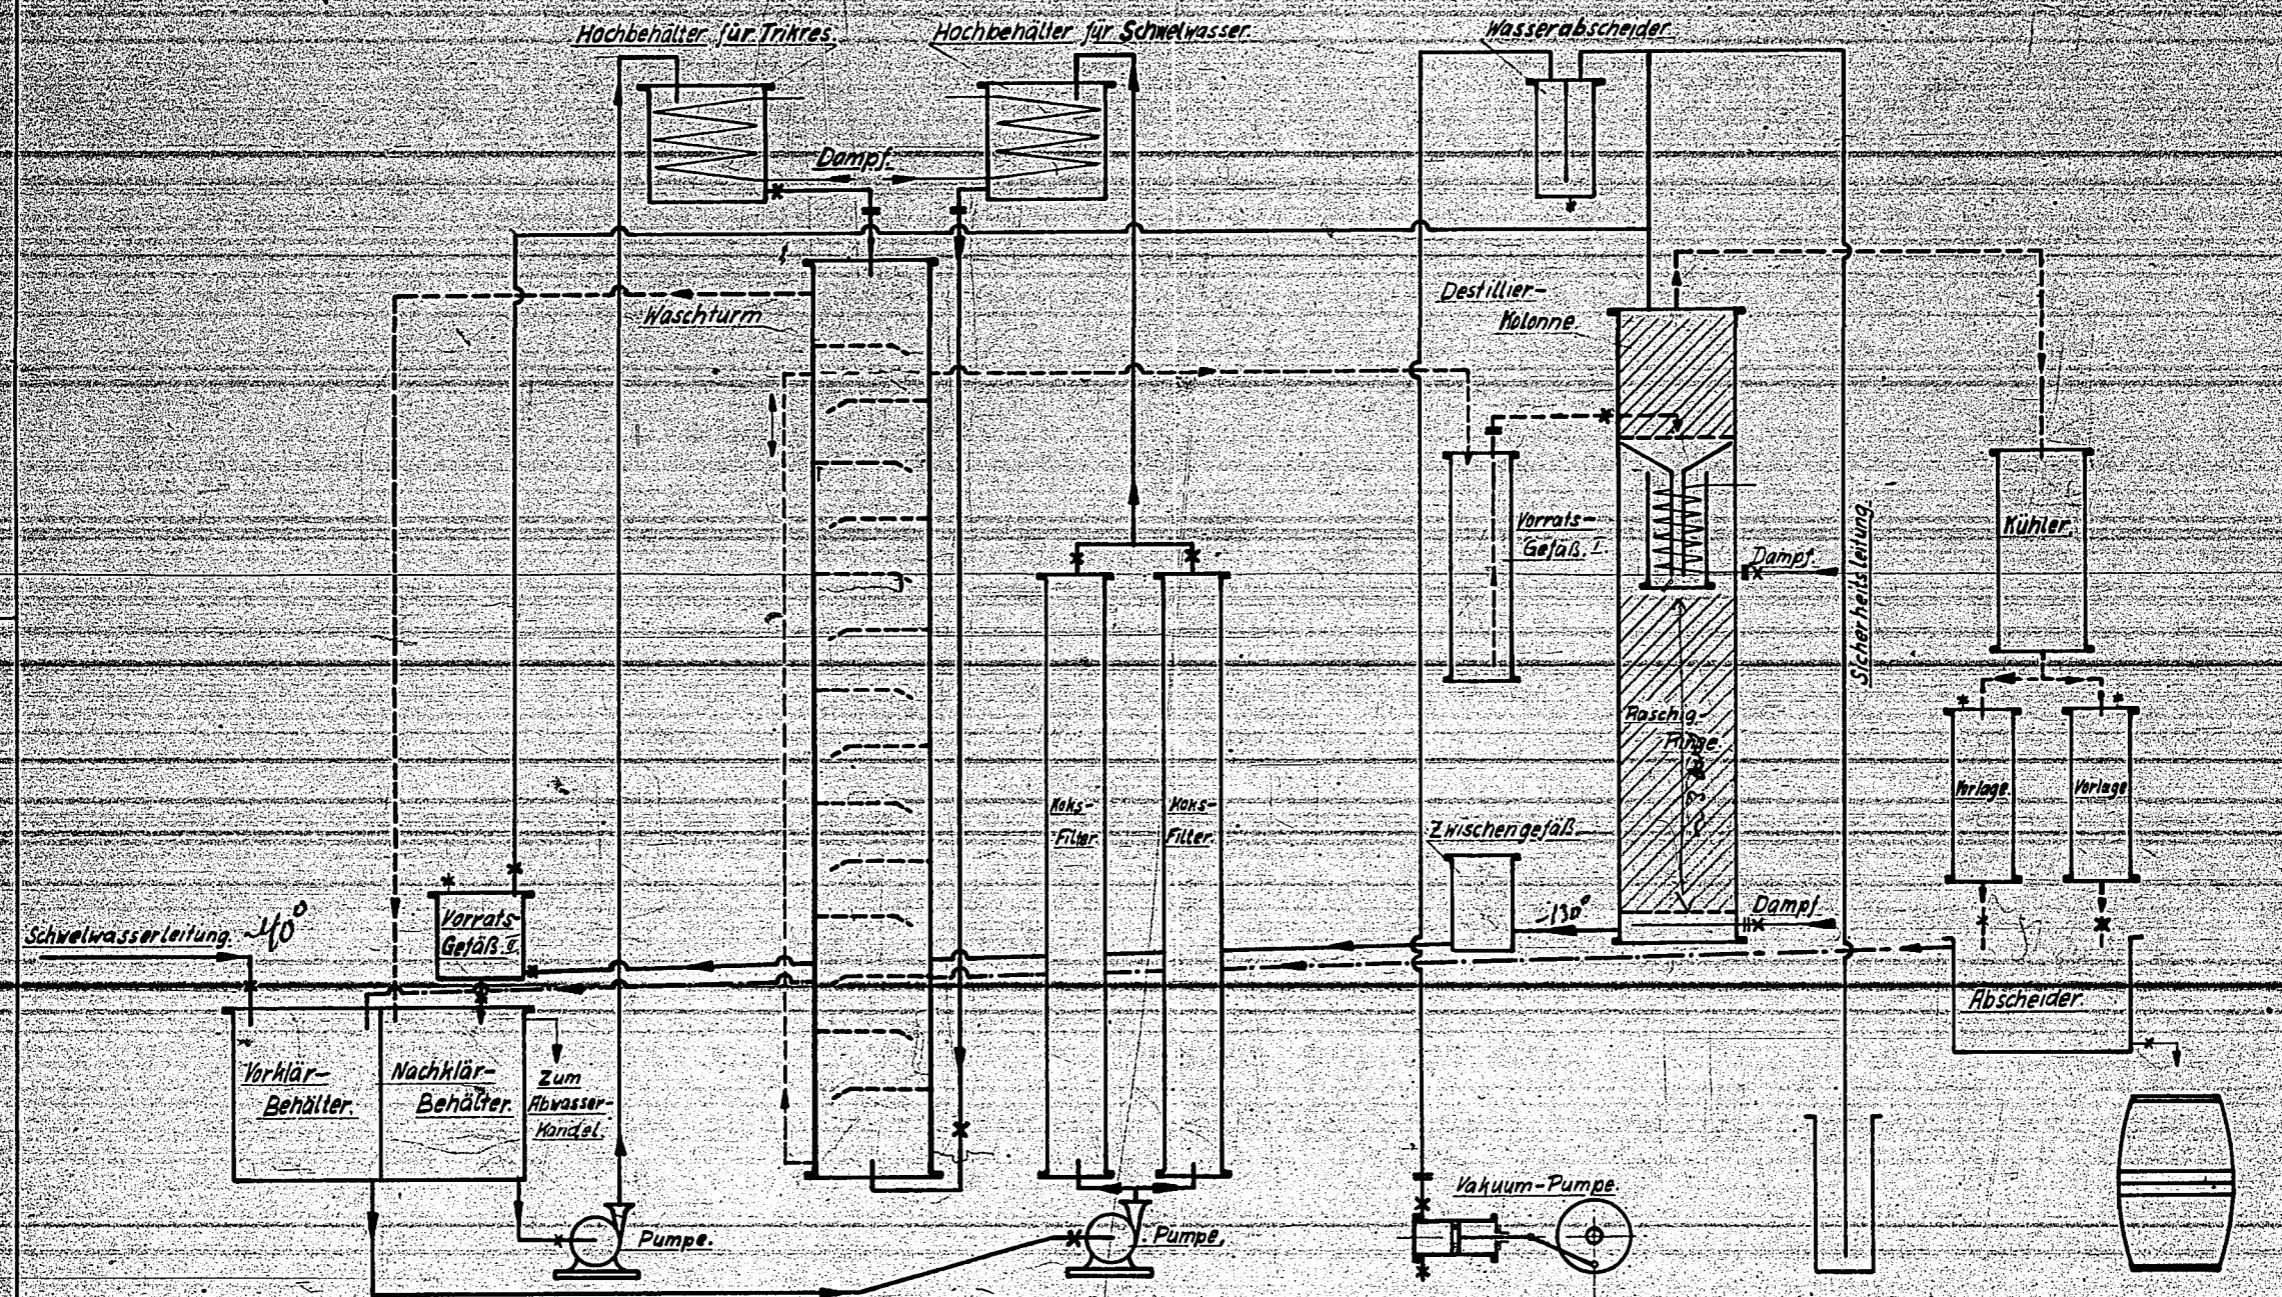 Hochbehälter für Trikres.
Hochbehälter für Schwelwasser.
Wasserabscheider
Dampf.
Waschturm
Destillier-
Kolonne.
Vorrats-
Gefäß. I.
Dampf.
Sicherheitsleitung.
Kühler.
Raschig-
Ringe.
Koks-
Filter.
Koks-
Filter.
Zwischengefäß
Vorlage.
Vorlage
Vorrats-
Gefäß. II.
Schwelwasserleitung. ~40°
~130°
Dampf
Abscheider
Vorklär-
Behälter.
Nachklär-
Behälter.
Zum
Abwasser-
Kandel.
Pumpe.
Pumpe,
Vakuum-Pumpe.